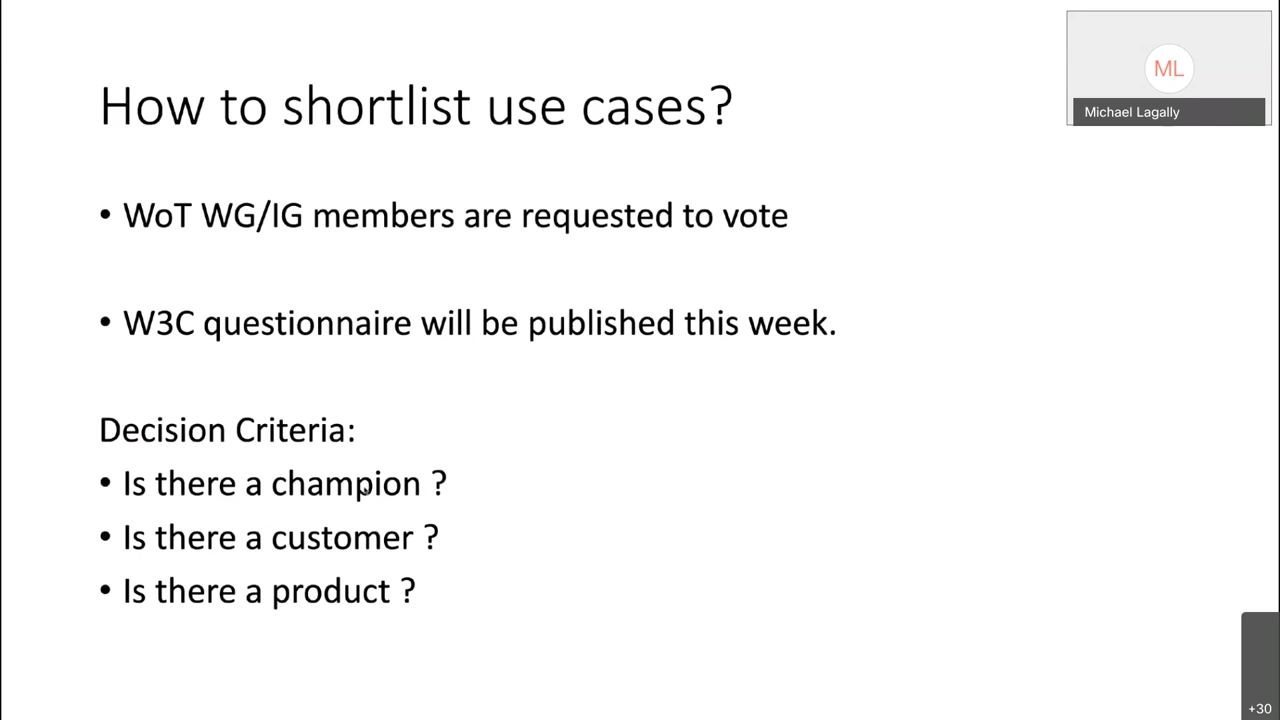 How to shortlist use cases?
ML
Michael Lagally
• WoT WG/IG members are requested to vote
• W3C questionnaire will be published this week.
Decision Criteria:
• Is there a champion ?
• Is there a customer ?
• Is there a product ?
+30